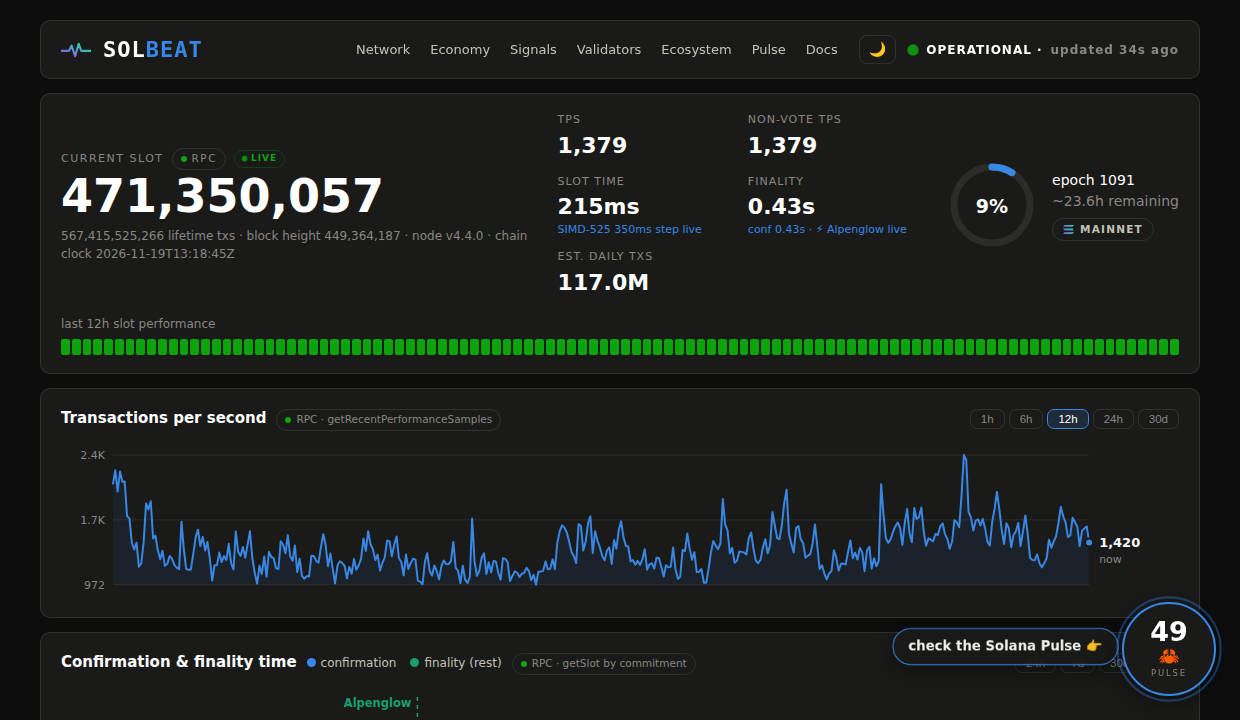 SOLBEAT
Network Economy Signals Validators Ecosystem Pulse Docs
OPERATIONAL · updated 34s ago
CURRENT SLOT RPC LIVE
471,350,057
567,415,525,266 lifetime txs · block height 449,364,187 · node v4.4.0 · chain
clock 2026-11-19T13:18:45Z
TPS
1,379
NON-VOTE TPS
1,379
SLOT TIME
215ms
SIMD-525 350ms step live
FINALITY
0.43s
conf 0.43s · ⚡ Alpenglow live
EST. DAILY TXS
117.0M
9%
epoch 1091
~23.6h remaining
MAINNET
last 12h slot performance
Transactions per second RPC · getRecentPerformanceSamples
1h 6h 12h 24h 30d
2.4K
1.7K
972
1,420
now
Confirmation & finality time confirmation finality (rest) RPC · getSlot by commitment
Alpenglow
check the Solana Pulse 👉
49
PULSE